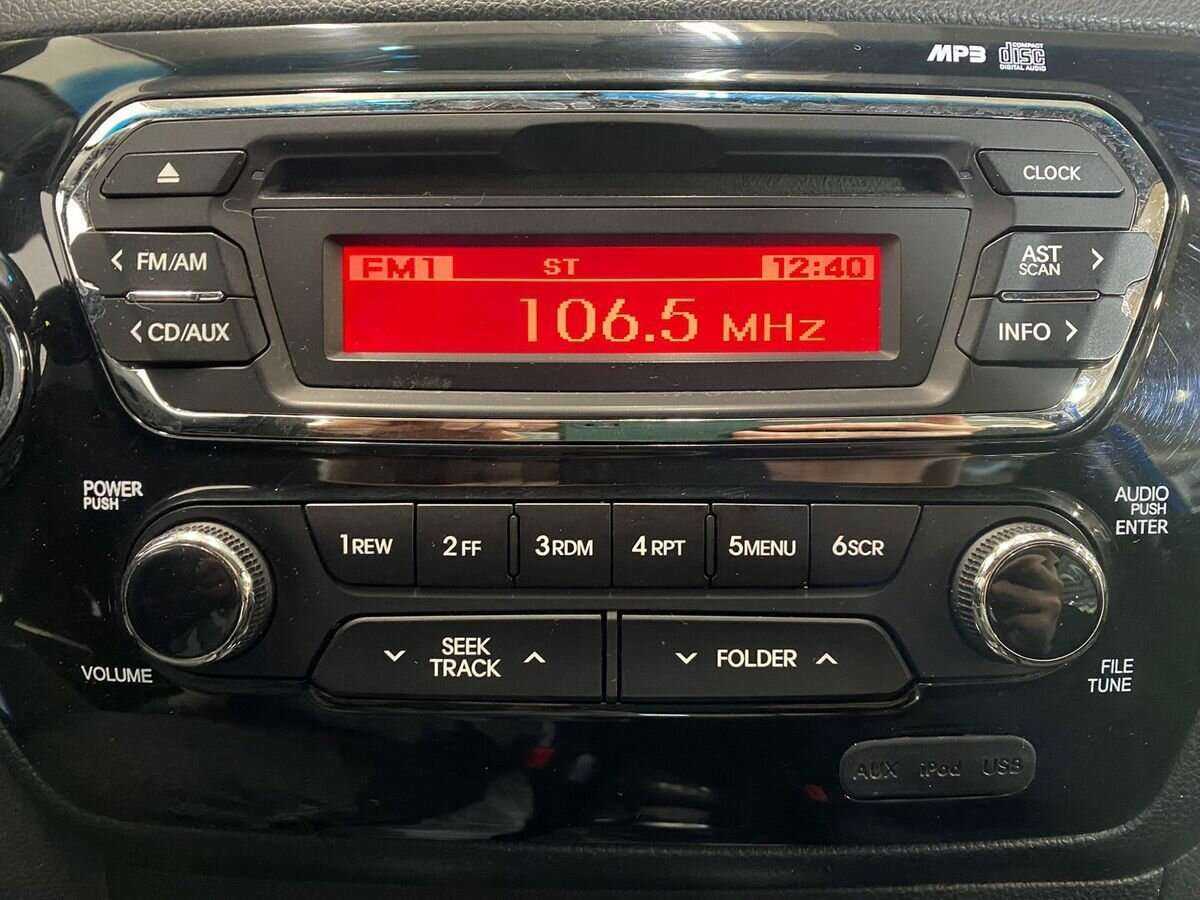 MP3 COMPACT disc DIGITAL AUDIO
CLOCK
FM/AM
AST
SCAN
CD/AUX
INFO
FM1 ST 12:40
106.5 MHz
POWER
PUSH
AUDIO
PUSH
ENTER
1REW 2FF 3RDM 4RPT 5MENU 6SCR
SEEK
TRACK
FOLDER
VOLUME
FILE
TUNE
AUX iPod USB